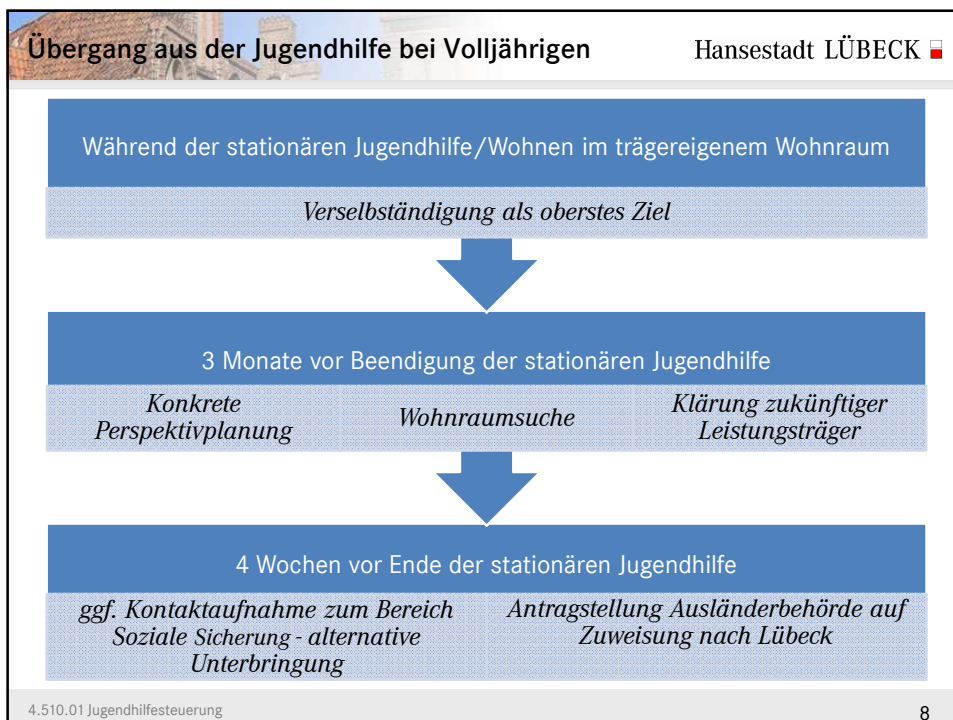 Übergang aus der Jugendhilfe bei Volljährigen
Hansestadt LÜBECK
Während der stationären Jugendhilfe/Wohnen im trägereigenem Wohnraum
Verselbständigung als oberstes Ziel
3 Monate vor Beendigung der stationären Jugendhilfe
Konkrete
Perspektivplanung
Wohnraumsuche
Klärung zukünftiger
Leistungsträger
4 Wochen vor Ende der stationären Jugendhilfe
ggf. Kontaktaufnahme zum Bereich
Soziale Sicherung - alternative
Unterbringung
Antragstellung Ausländerbehörde auf
Zuweisung nach Lübeck
4.510.01 Jugendhilfesteuerung
8